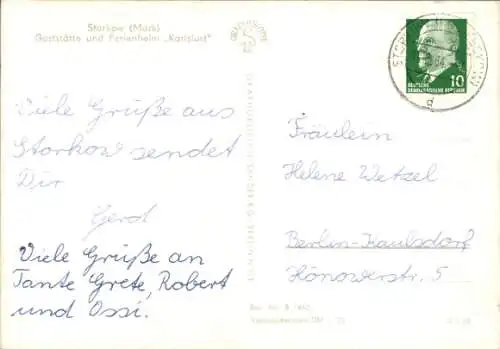 Storkow (Mark)
Gaststätte und Ferienheim „Karlslust"
Viele Grüße aus
Storkow sendet
Dir
Gerd
Viele Grüße an
Tante Grete, Robert
und Ossi.
10
DEUTSCHE
DEMOKRATISCHE REPUBLIK
Fräulein
Helene Wetzel
Berlin-Kaulsdorf
Hönowerstr. 5